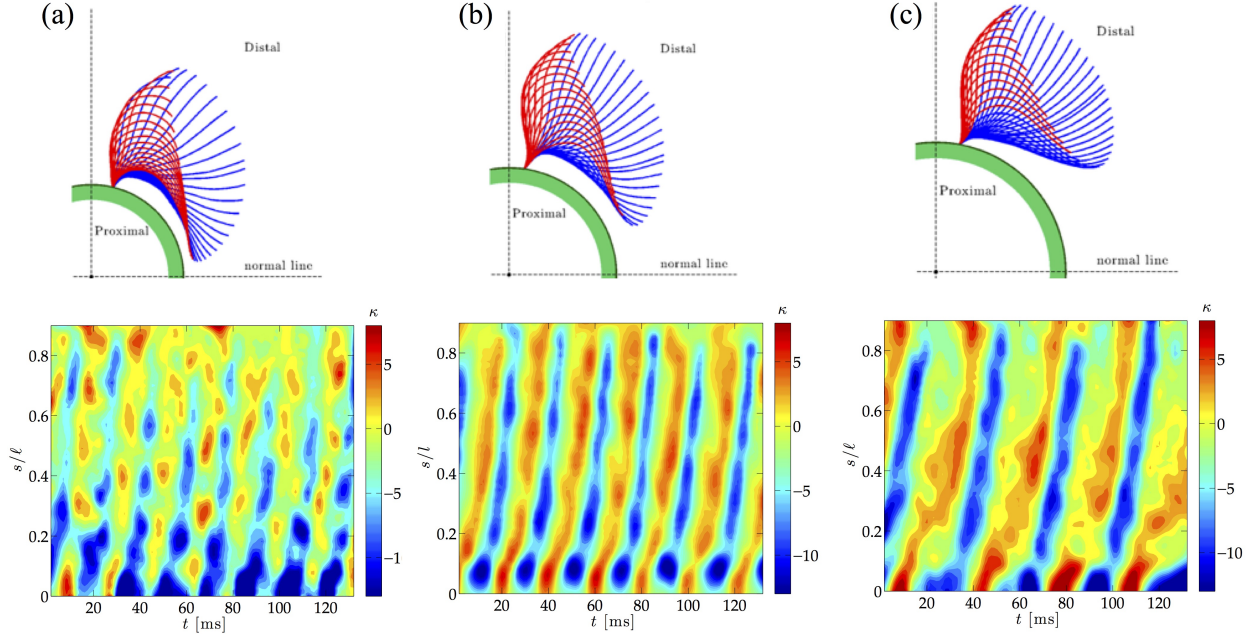 (a)
(b)
(c)
Distal
Distal
Distal
Proximal
Proximal
Proximal
normal line
normal line
normal line
κ
κ
κ
0.8
0.6
0.4
0.2
0
s/ℓ
20 40 60 80 100 120
t [ms]
5
0
−5
−1
0.8
0.6
0.4
0.2
0
s/l
20 40 60 80 100 120
t [ms]
5
0
−5
−10
0.8
0.6
0.4
0.2
0
s/ℓ
20 40 60 80 100 120
t [ms]
5
0
−5
−10